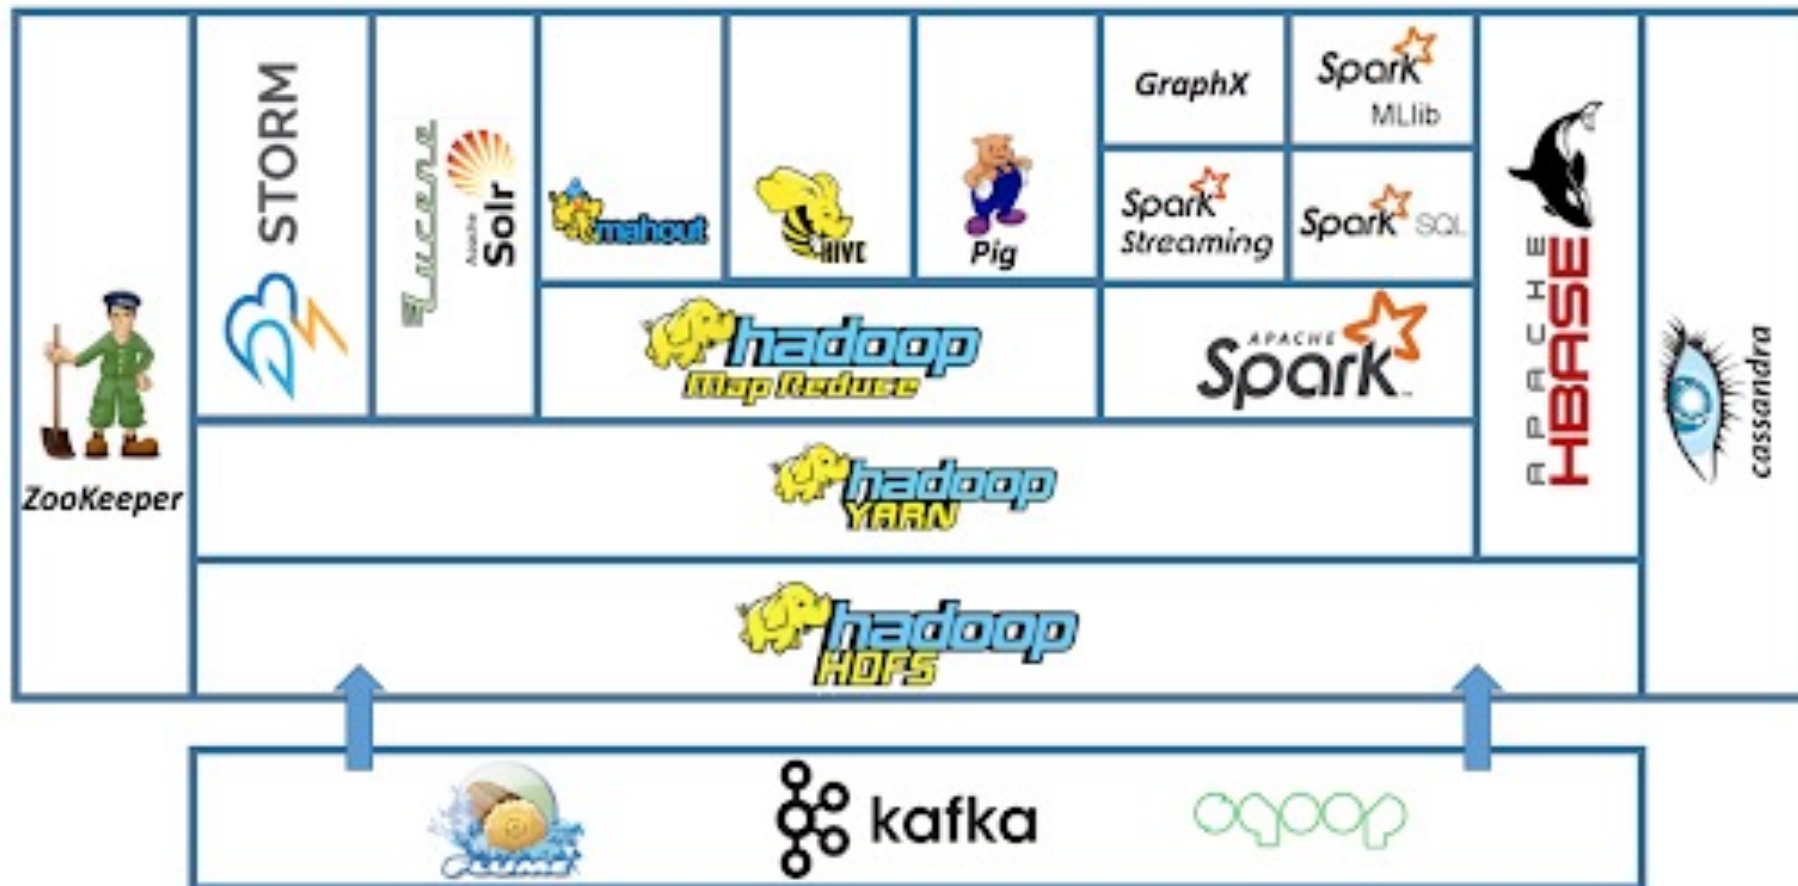 ZooKeeper
STORM
Lucene
Apache
Solr
mahout
HIVE
Pig
GraphX
Spark
MLlib
Spark
Streaming
Spark SQL
hadoop
Map Reduce
APACHE
Spark
APACHE
HBASE
cassandra
hadoop
YARN
hadoop
HDFS
FLUME
kafka
sqoop